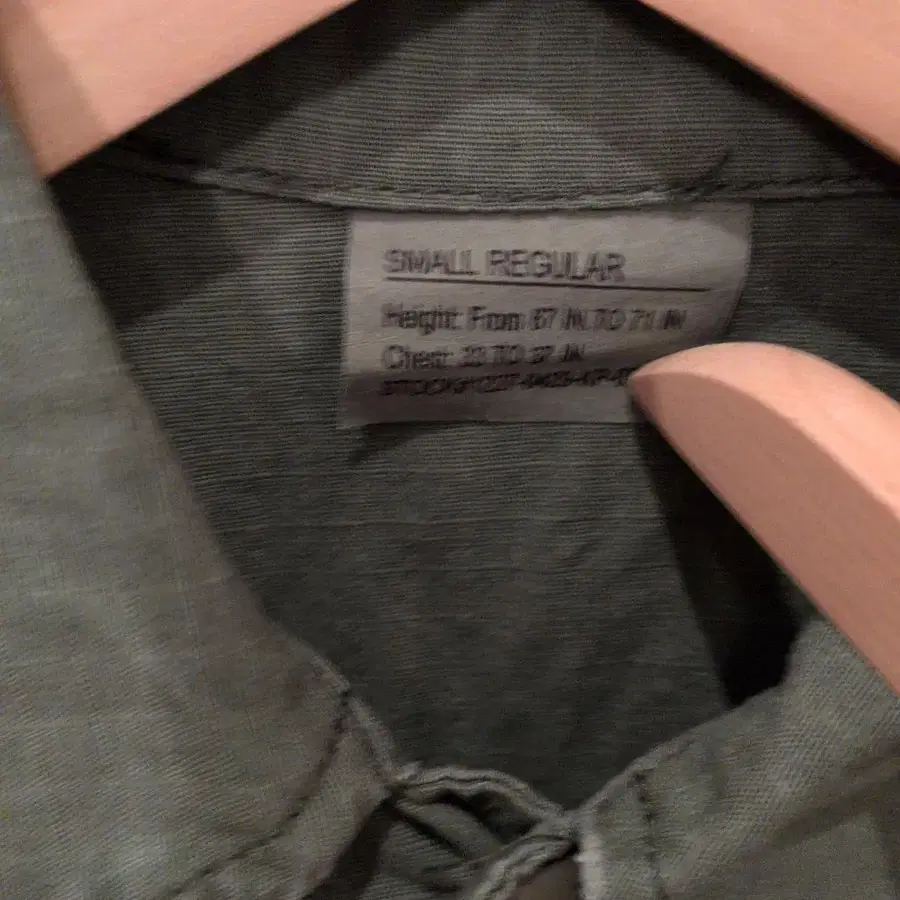 SMALL REGULAR
Height: From 67 IN TO 71 IN
Chest: 33 TO 37 IN